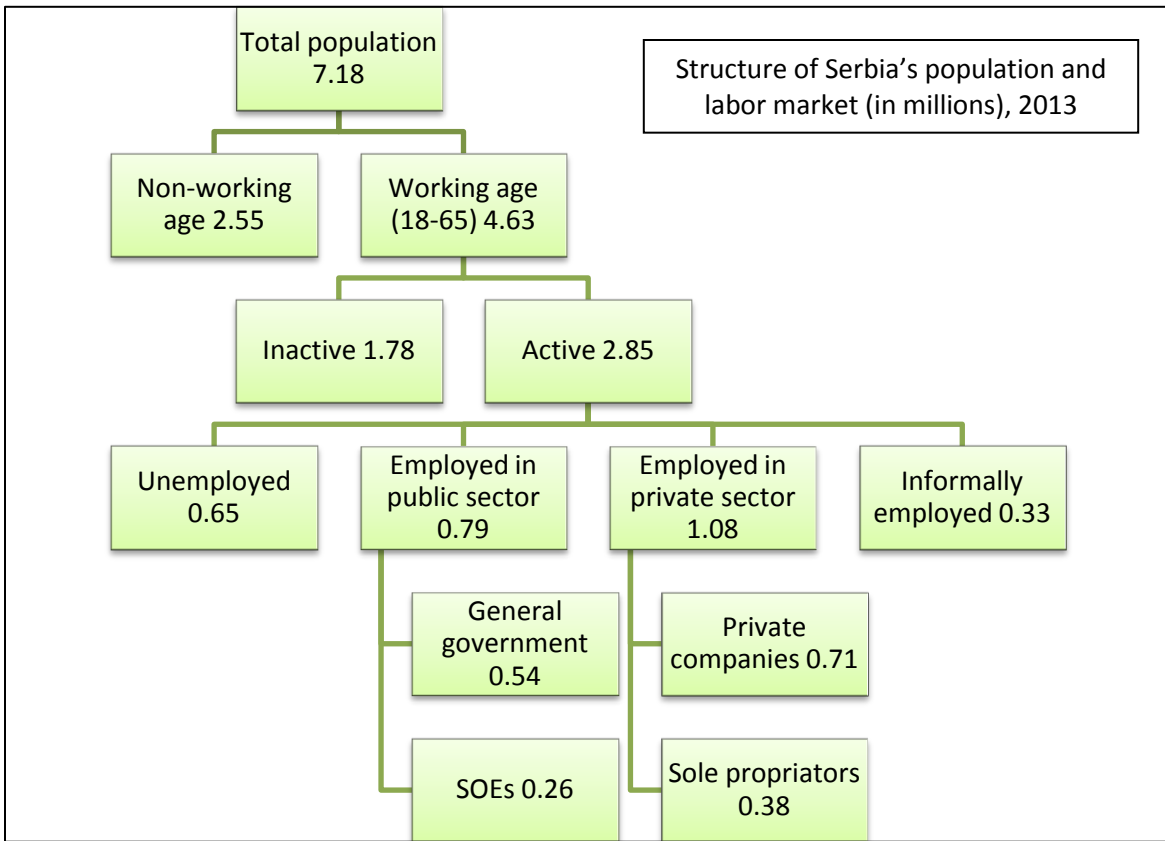 Total population
7.18
Structure of Serbia’s population and
labor market (in millions), 2013
Non-working
age 2.55
Working age
(18-65) 4.63
Inactive 1.78
Active 2.85
Unemployed
0.65
Employed in
public sector
0.79
Employed in
private sector
1.08
Informally
employed 0.33
General
government
0.54
Private
companies 0.71
SOEs 0.26
Sole propriators
0.38